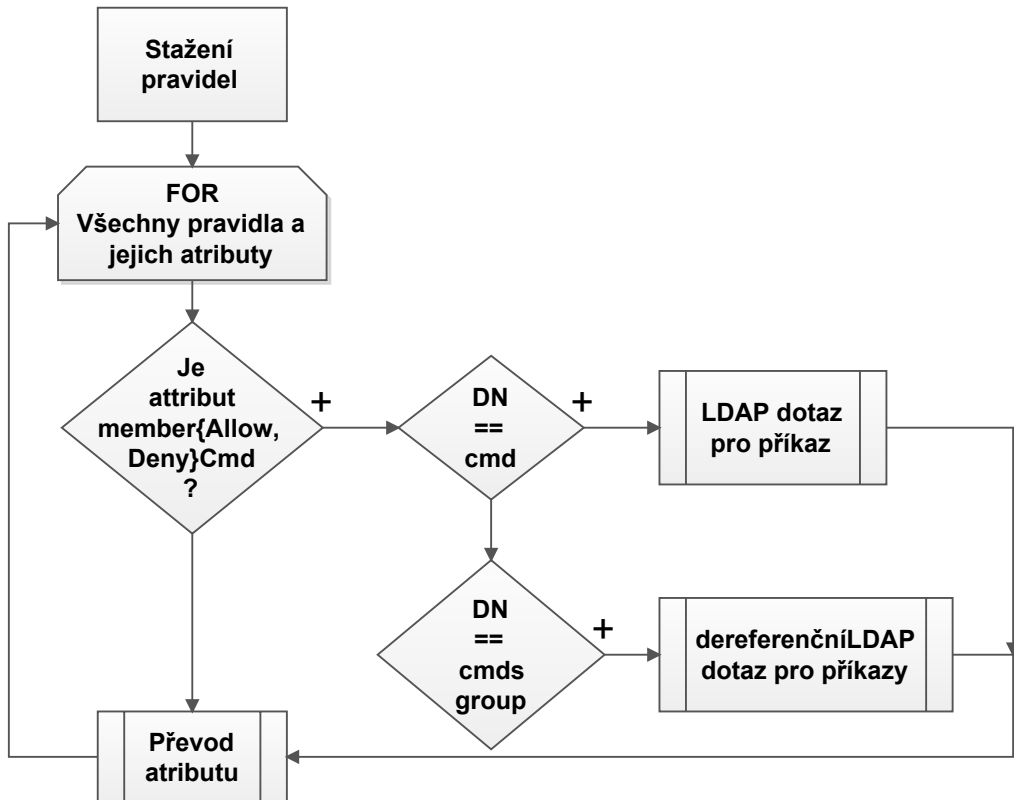 Stažení
pravidel
FOR
Všechny pravidla a
jejich atributy
Je
attribut
member{Allow,
Deny}Cmd
?
+
DN
==
cmd
+
LDAP dotaz
pro příkaz
DN
==
cmds
group
+
dereferenčníLDAP
dotaz pro příkazy
Převod
atributu